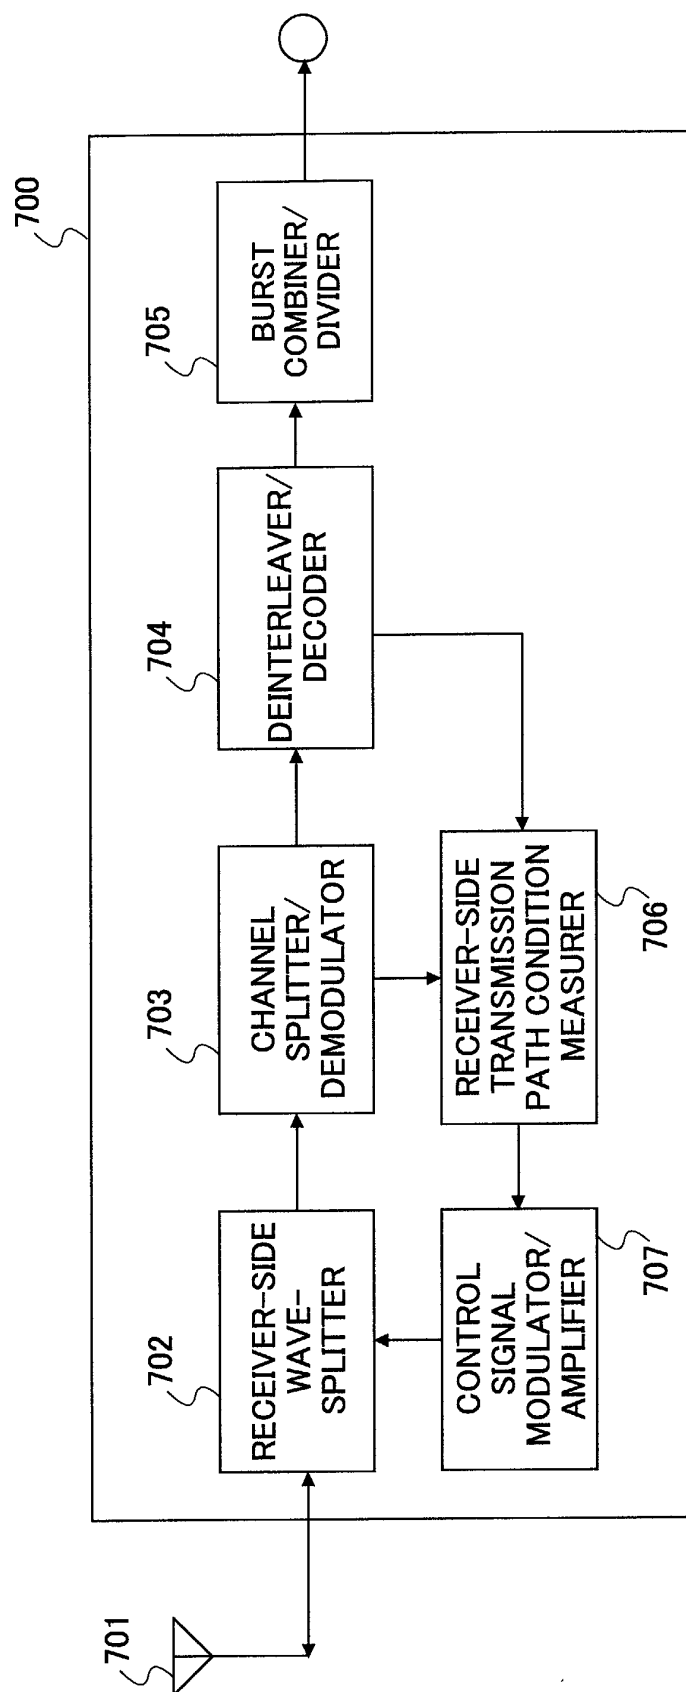 700
701
702
RECEIVER-SIDE
WAVE-
SPLITTER
703
CHANNEL
SPLITTER/
DEMODULATOR
704
DEINTERLEAVER/
DECODER
705
BURST
COMBINER/
DIVIDER
CONTROL
SIGNAL
MODULATOR/
AMPLIFIER
707
RECEIVER-SIDE
TRANSMISSION
PATH CONDITION
MEASURER
706